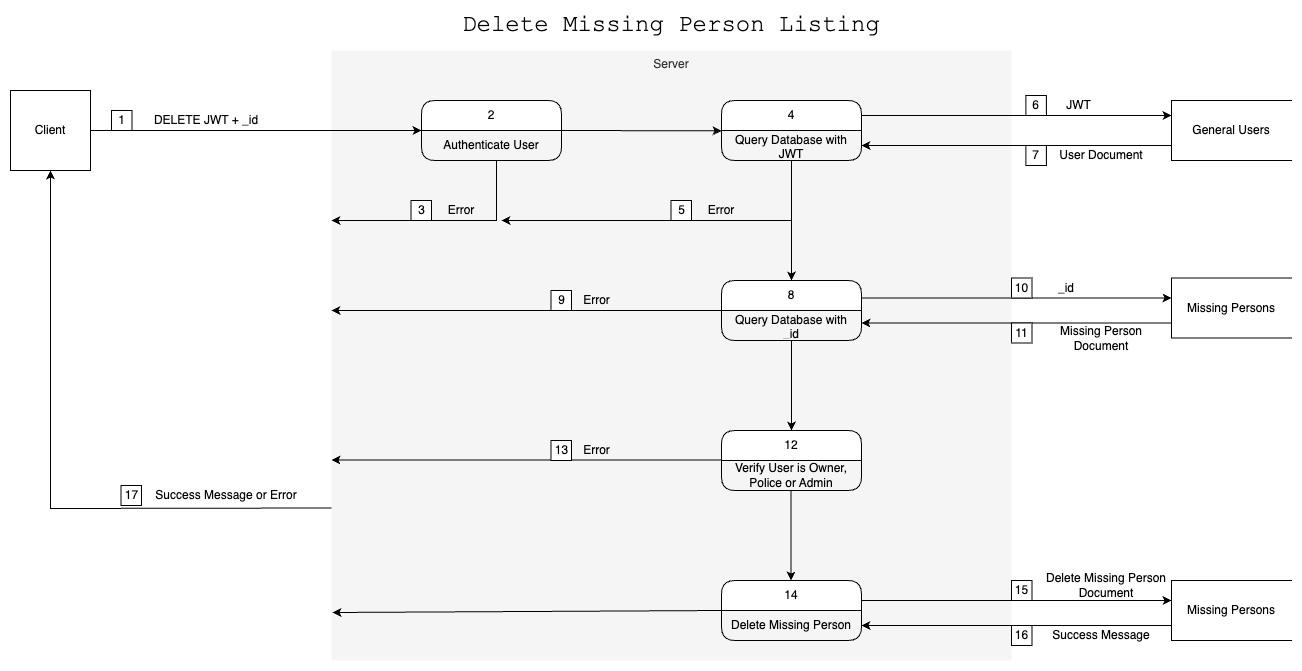 Delete Missing Person Listing
Server
Client
1
DELETE JWT + _id
2
Authenticate User
4
Query Database with
JWT
6
JWT
General Users
7
User Document
3
Error
5
Error
8
Query Database with
_id
9
Error
10
_id
Missing Persons
11
Missing Person
Document
12
Verify User is Owner,
Police or Admin
13
Error
17
Success Message or Error
14
Delete Missing Person
15
Delete Missing Person
Document
Missing Persons
16
Success Message